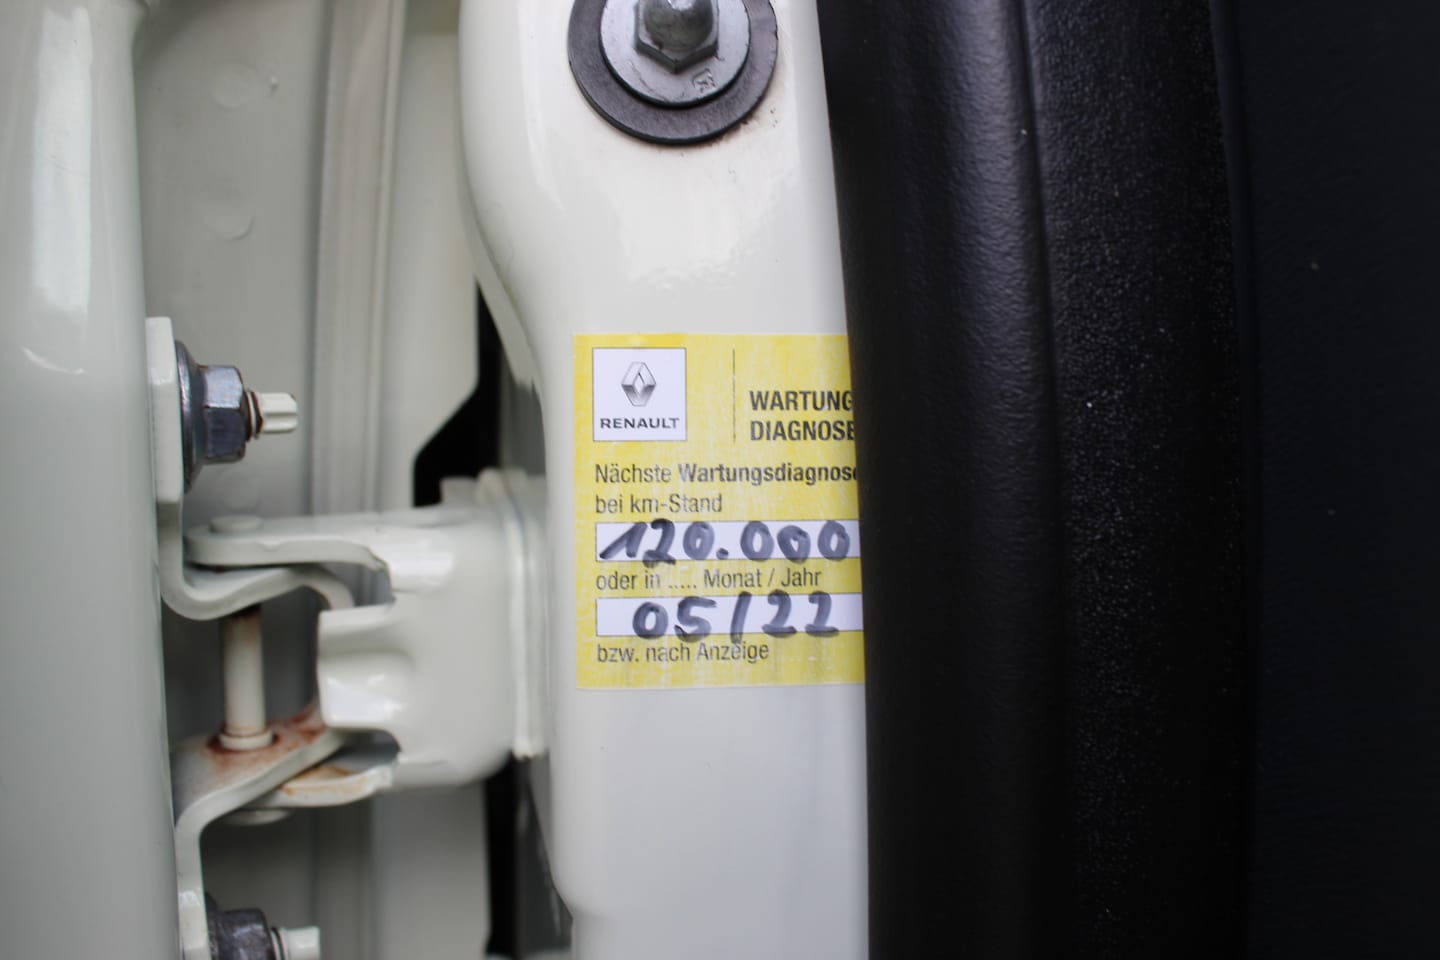 RENAULT
WARTUNG
DIAGNOSE
Nächste Wartungsdiagnose
bei km-Stand
120.000
oder in ..... Monat / Jahr
05/22
bzw. nach Anzeige